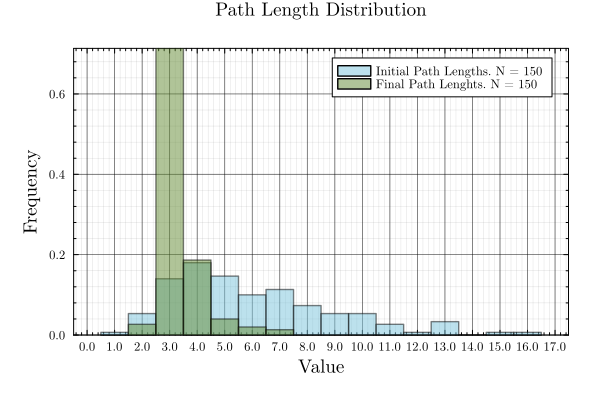 Path Length Distribution
Initial Path Lengths. N = 150
Final Path Lenghts. N = 150
0.6
0.4
0.2
0.0
Frequency
0.0 1.0 2.0 3.0 4.0 5.0 6.0 7.0 8.0 9.0 10.0 11.0 12.0 13.0 14.0 15.0 16.0 17.0
Value